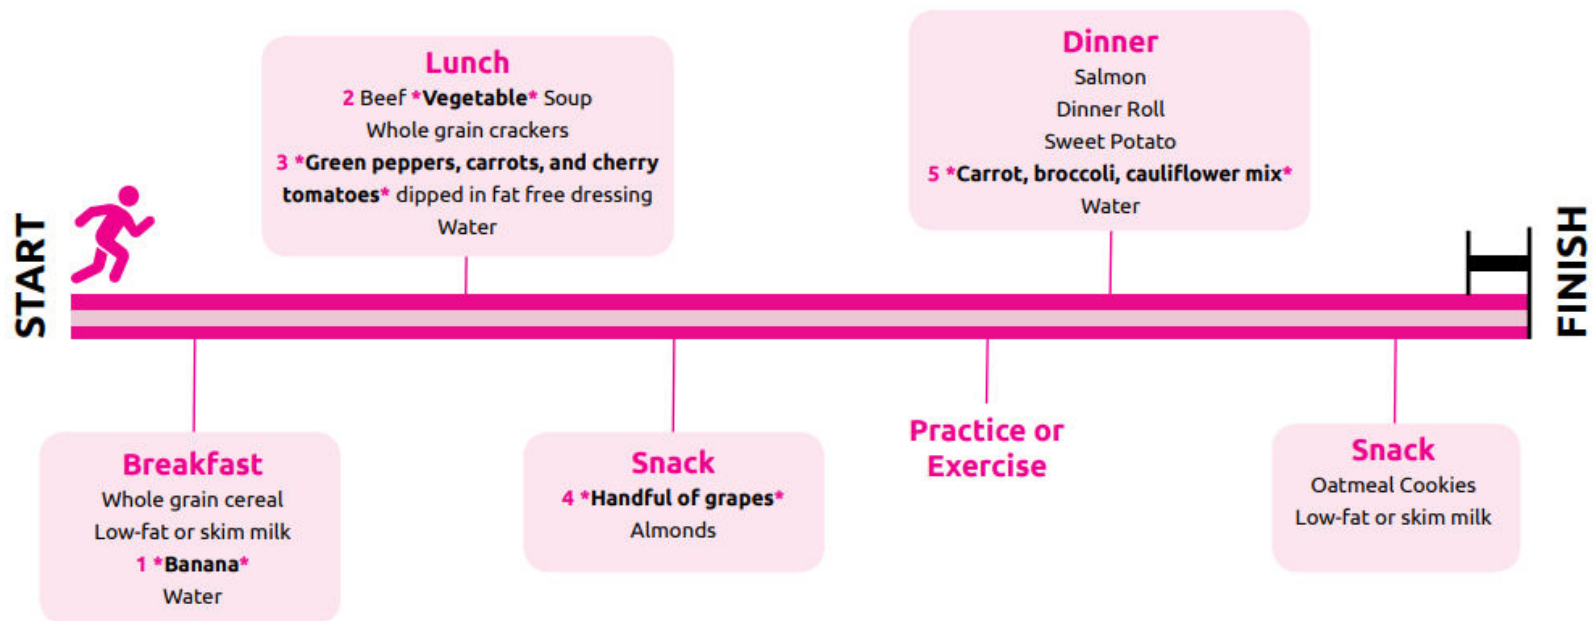 START
Breakfast
Whole grain cereal
Low-fat or skim milk
1 *Banana*
Water
Lunch
2 Beef *Vegetable* Soup
Whole grain crackers
3 *Green peppers, carrots, and cherry
tomatoes* dipped in fat free dressing
Water
Snack
4 *Handful of grapes*
Almonds
Practice or
Exercise
Dinner
Salmon
Dinner Roll
Sweet Potato
5 *Carrot, broccoli, cauliflower mix*
Water
Snack
Oatmeal Cookies
Low-fat or skim milk
FINISH